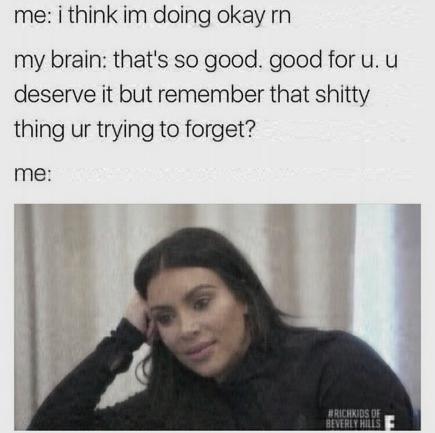 me: i think im doing okay rn
my brain: that's so good. good for u. u
deserve it but remember that shitty
thing ur trying to forget?
me:
#RICHKIDS OF
BEVERLY HILLS E